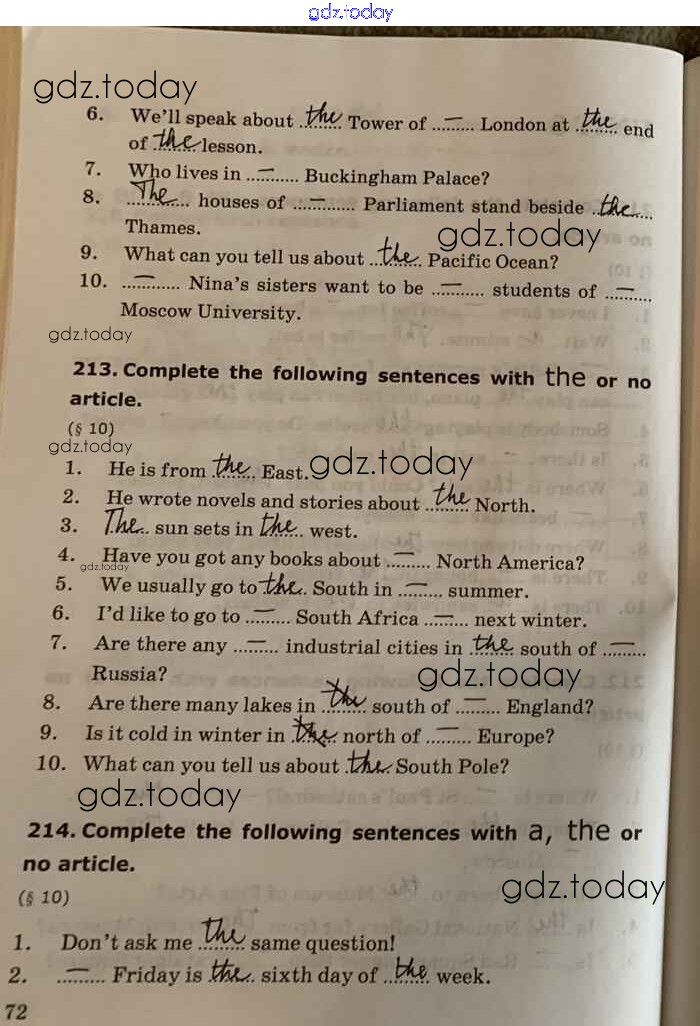 gdz.today
gdz.today
6. We'll speak about ..the.. Tower of ..–.. London at ..the.. end
of ..the.. lesson.
7. Who lives in ..–.. Buckingham Palace?
8. ..The.. houses of ..–.. Parliament stand beside ..the..
Thames.
gdz.today
9. What can you tell us about ..the.. Pacific Ocean?
10. ..–.. Nina's sisters want to be ..–.. students of ..–..
Moscow University.
gdz.today
213. Complete the following sentences with the or no
article.
(§ 10)
gdz.today
1. He is from ..the.. East.
gdz.today
2. He wrote novels and stories about ..the.. North.
3. The.. sun sets in ..the.. west.
4. Have you got any books about ..–.. North America?
gdz.today
5. We usually go to the.. South in ..–.. summer.
6. I'd like to go to ..–.. South Africa ..–.. next winter.
7. Are there any ..–.. industrial cities in ..the.. south of ..–..
Russia?
gdz.today
8. Are there many lakes in ..the.. south of ..–.. England?
9. Is it cold in winter in ..the.. north of ..–.. Europe?
10. What can you tell us about ..the.. South Pole?
gdz.today
214. Complete the following sentences with a, the or
no article.
gdz.today
(§ 10)
1. Don't ask me ..the.. same question!
2. ..–.. Friday is ..the.. sixth day of ..the.. week.
72